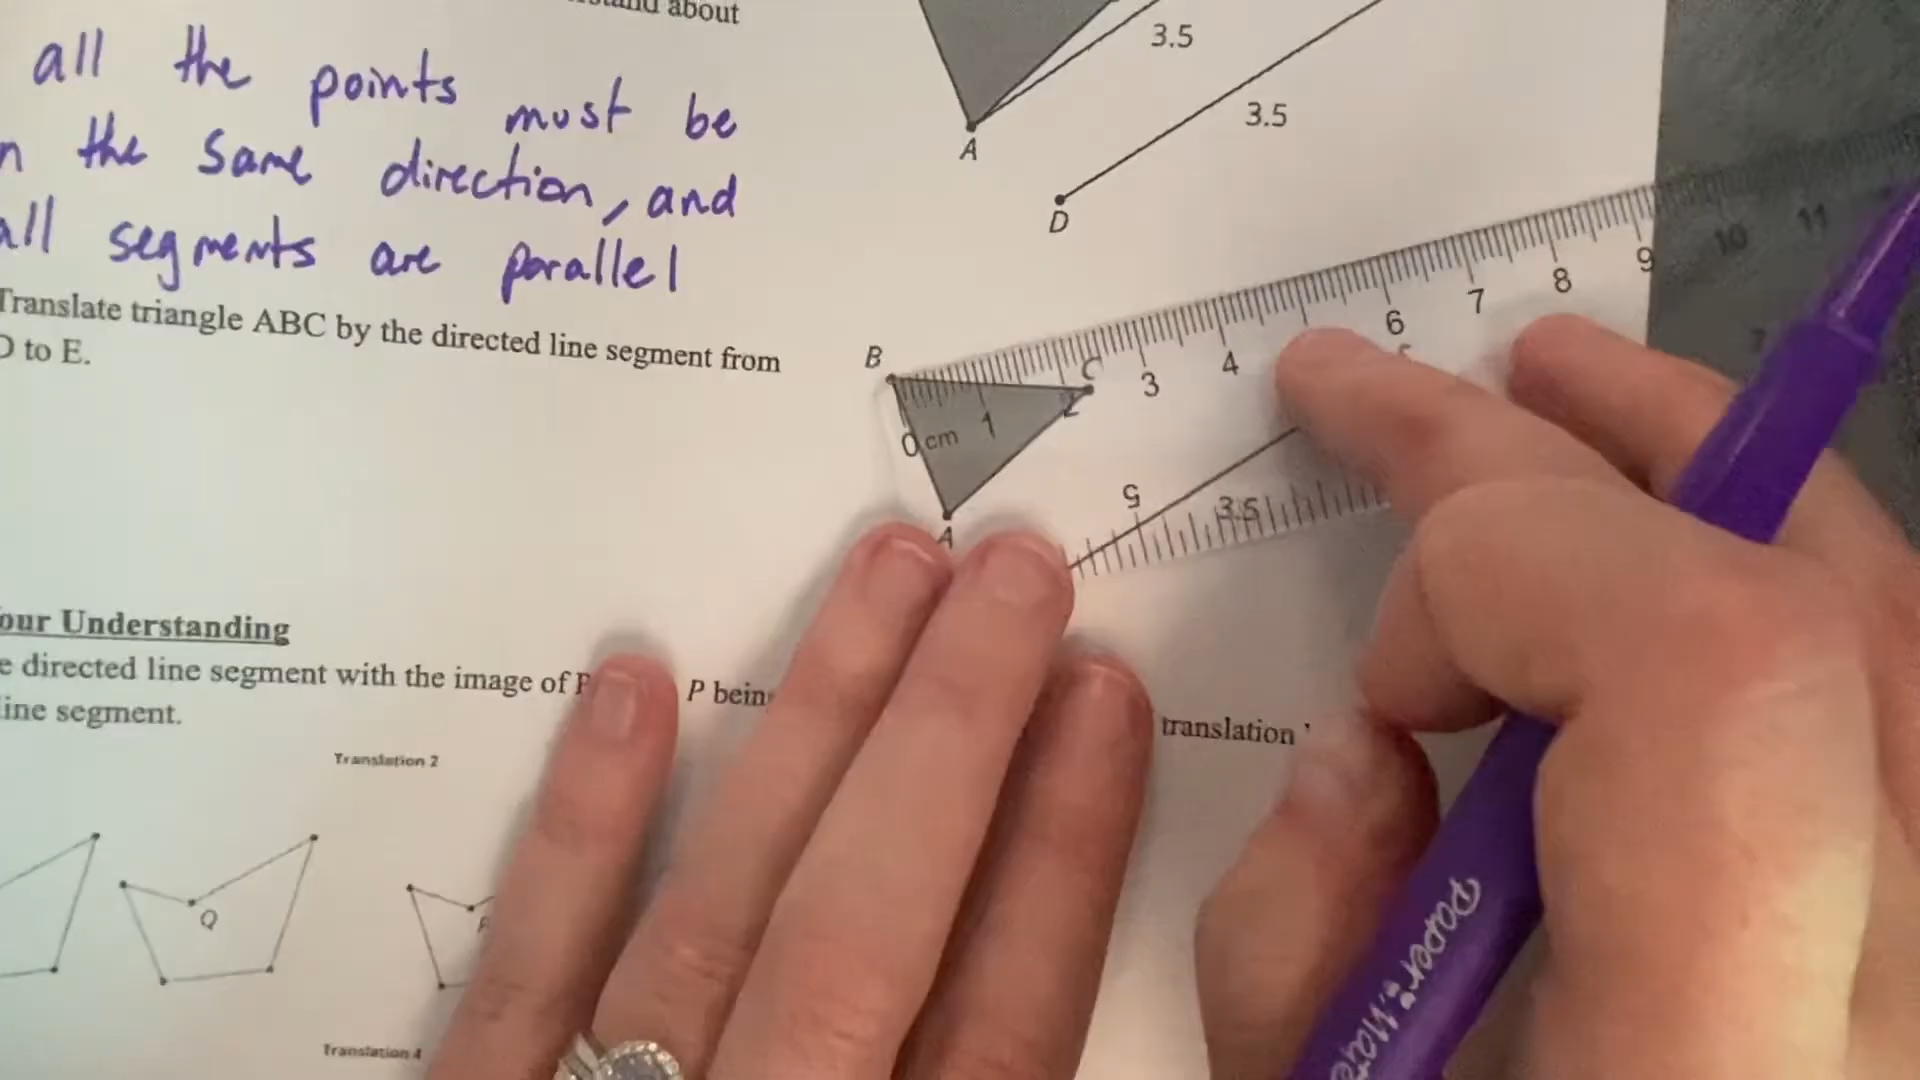 about
all the points must be
the same direction, and
all segments are parallel
Translate triangle ABC by the directed line segment from
D to E.
3.5
3.5
A
D
B
C
A
3.5
0 cm 1 2 3 4 6 7 8 9 10 11
5
our Understanding
e directed line segment with the image of P
P bein
translation
line segment.
Translation 2
Q
Translation 4
Paper:Mate